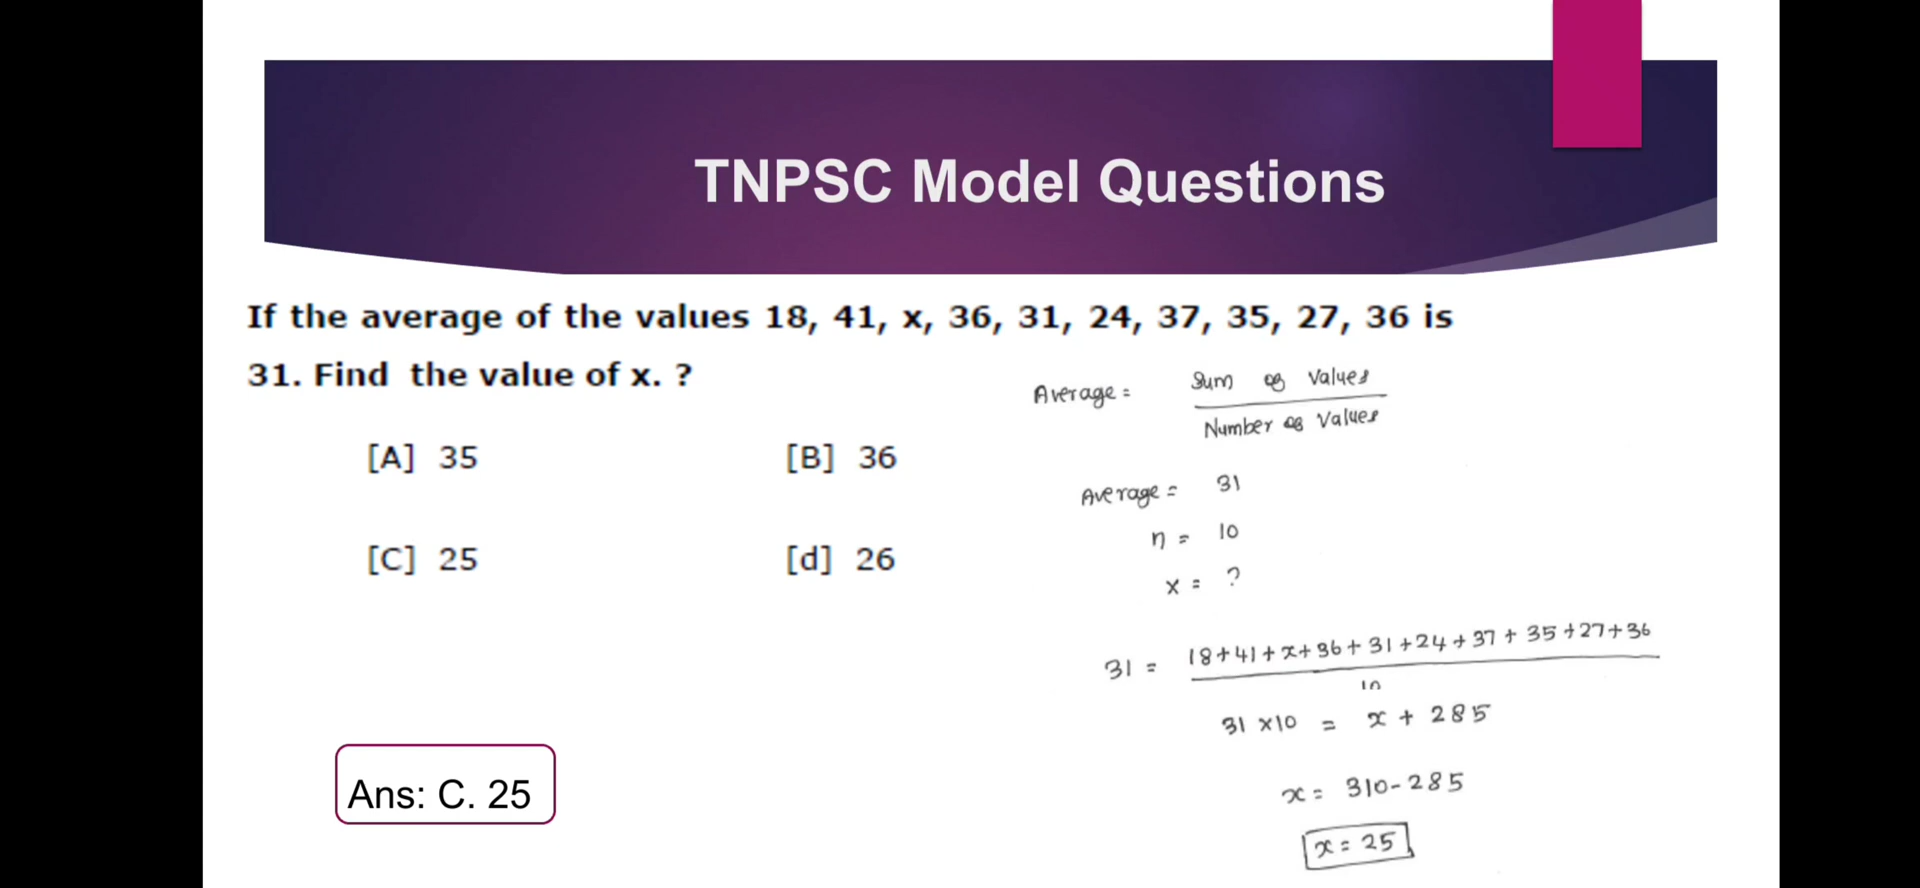 TNPSC Model Questions
If the average of the values 18, 41, x, 36, 31, 24, 37, 35, 27, 36 is
31. Find the value of x. ?
[A] 35
[B] 36
[C] 25
[d] 26
Average = Sum of Values / Number of Values
Average = 31
n = 10
x = ?
31 = 18+41+x+36+31+24+37+35+27+36 / 10
31 x10 = x + 285
x = 310-285
x = 25
Ans: C. 25